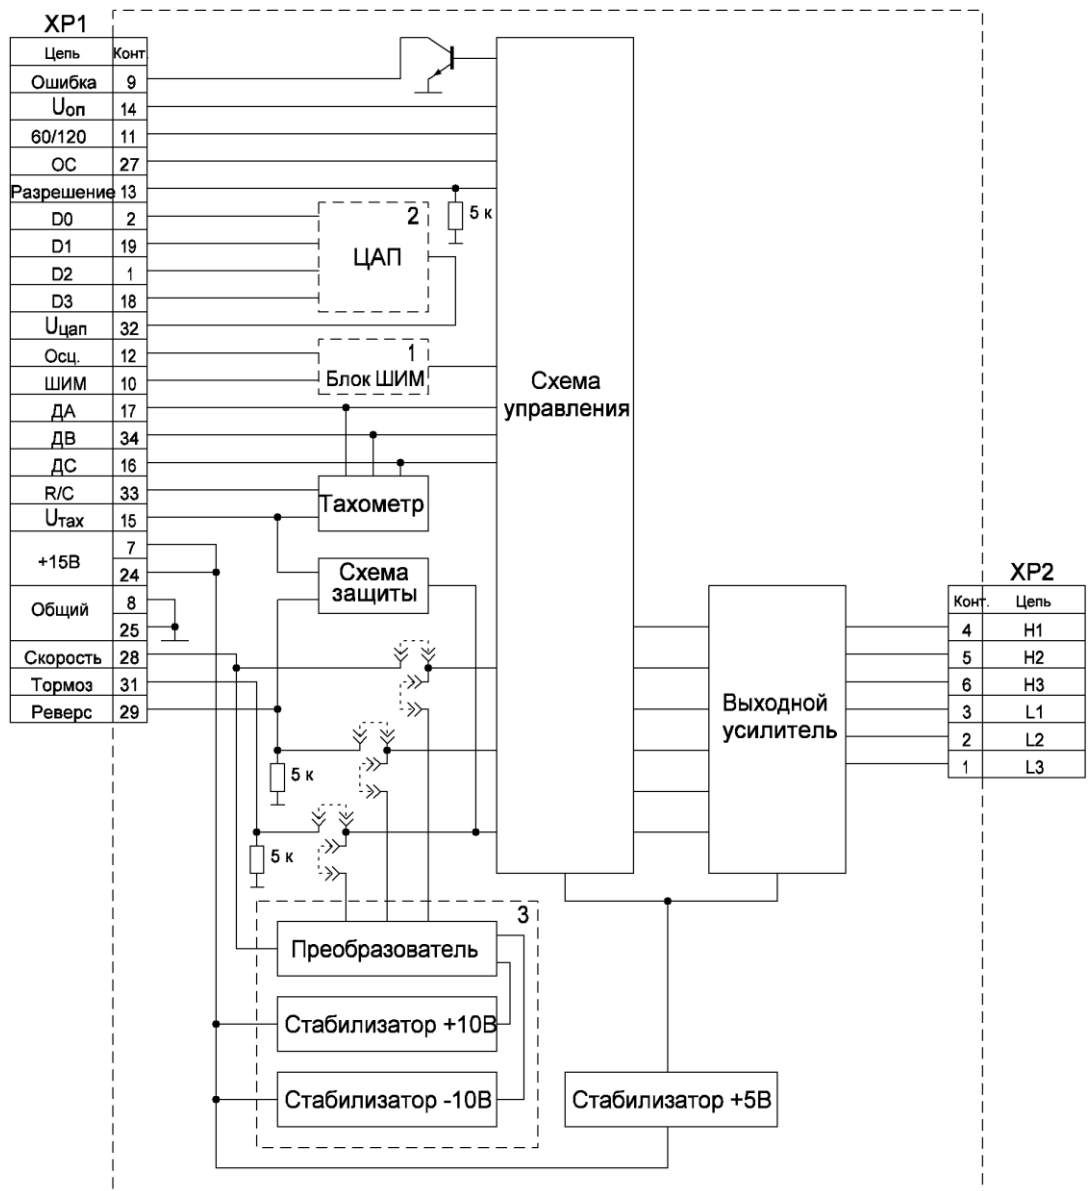 XP1
Цепь Конт.
Ошибка 9
Uоп 14
60/120 11
ОС 27
Разрешение 13
D0 2
D1 19
D2 1
D3 18
Uцап 32
Осц. 12
ШИМ 10
ДА 17
ДВ 34
ДС 16
R/C 33
Uтах 15
+15В 7
24
Общий 8
25
Скорость 28
Тормоз 31
Реверс 29
5 к
2
ЦАП
1
Блок ШИМ
Тахометр
Схема
защиты
5 к
5 к
Схема
управления
Выходной
усилитель
XP2
Конт. Цепь
4 H1
5 H2
6 H3
3 L1
2 L2
1 L3
3
Преобразователь
Стабилизатор +10В
Стабилизатор -10В
Стабилизатор +5В